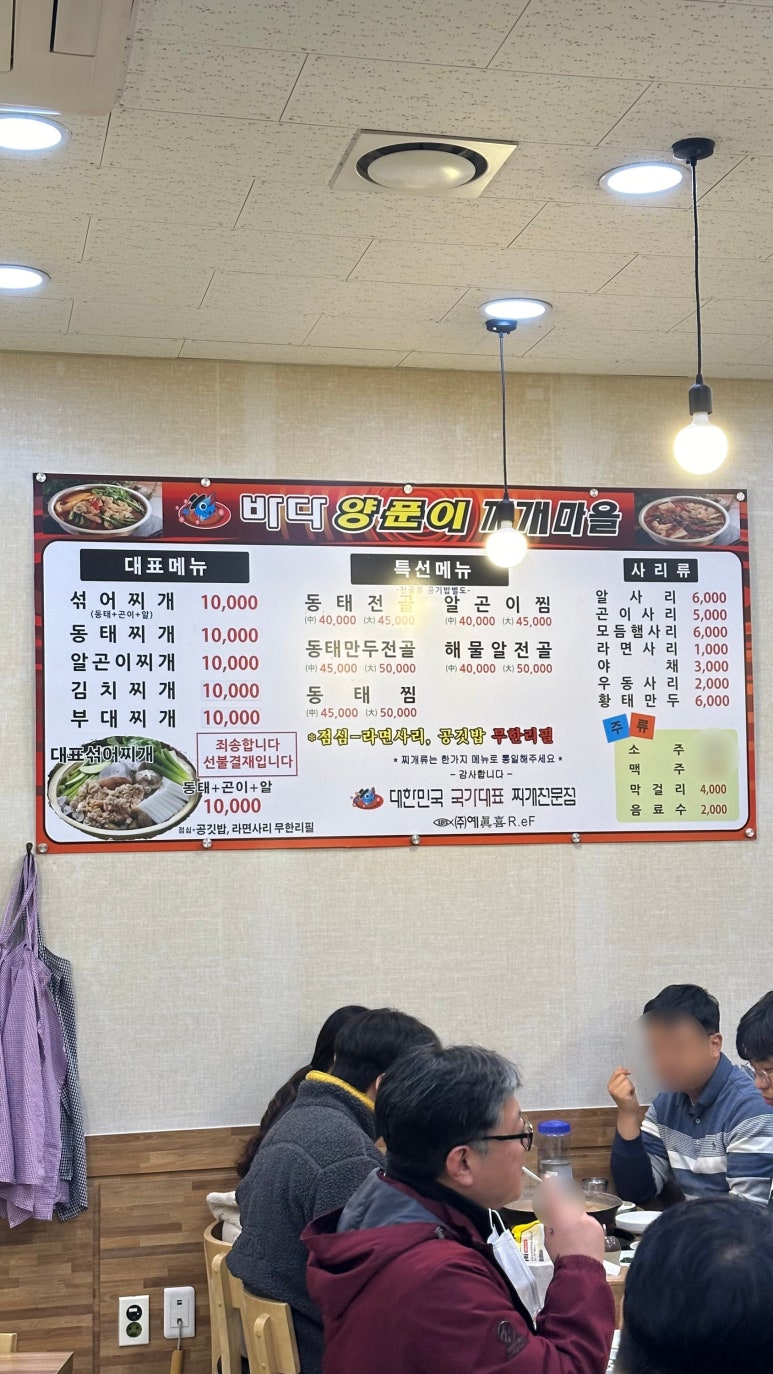 바다 양푼이 찌개마을
대표메뉴
섞어찌개 10,000
(동태+곤이+알)
동태찌개 10,000
알곤이찌개 10,000
김치찌개 10,000
부대찌개 10,000
대표섞어찌개
죄송합니다
선불결재입니다
동태+곤이+알
10,000
점심+공깃밥, 라면사리 무한리필
특선메뉴
-전골류 공기밥별도-
동태전골 알곤이찜
(中) 40,000 (大) 45,000 (中) 40,000 (大) 45,000
동태만두전골 해물알전골
(中) 45,000 (大) 50,000 (中) 40,000 (大) 50,000
동태찜
(中) 45,000 (大) 50,000
*점심-라면사리, 공깃밥 무한리필
* 찌개류는 한가지 메뉴로 통일해주세요 *
- 감사합니다 -
대한민국 국가대표 찌개전문점
(주)예眞喜 R.eF
사리류
알사리 6,000
곤이사리 5,000
모듬햄사리 6,000
라면사리 1,000
야채 3,000
우동사리 2,000
황태만두 6,000
주류
소주
맥주
막걸리 4,000
음료수 2,000